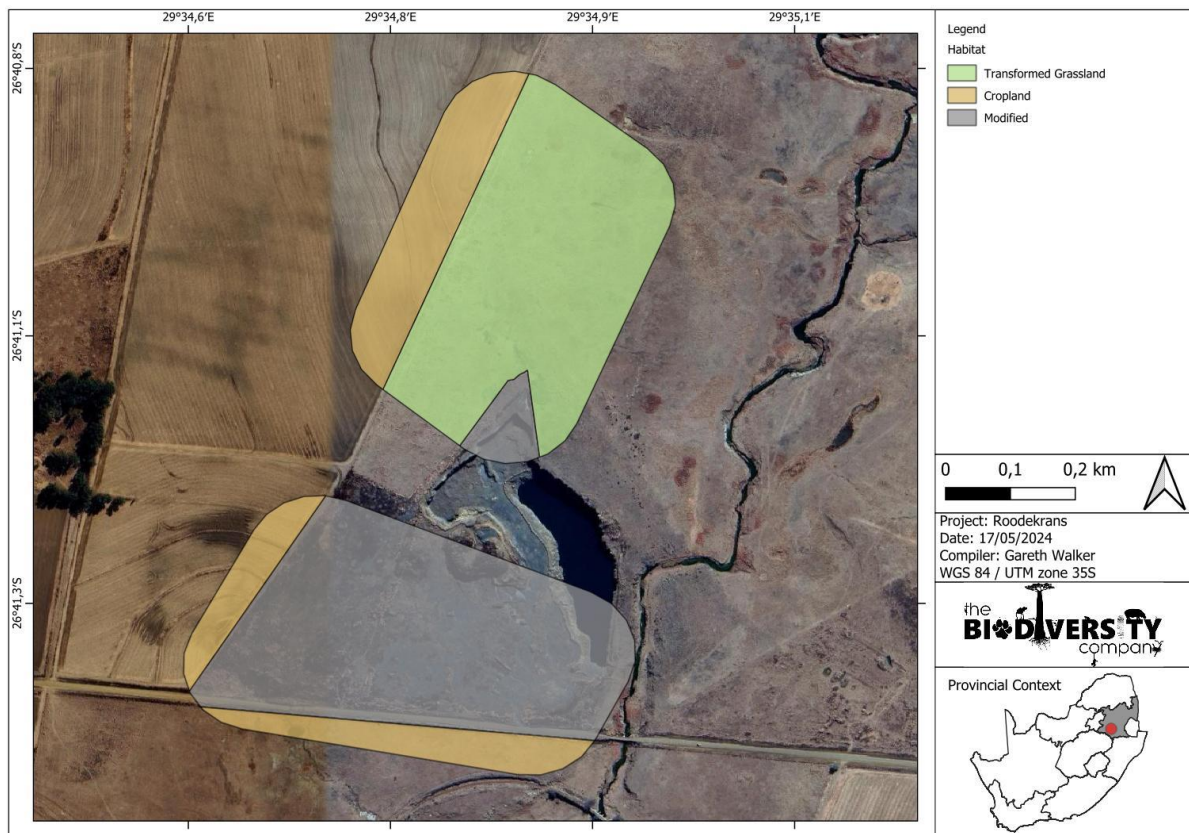 29°34,6'E
29°34,8'E
29°34,9'E
29°35,1'E
26°40,8'S
26°41,1'S
26°41,3'S
Legend
Habitat
Transformed Grassland
Cropland
Modified
0 0,1 0,2 km
Project: Roodekrans
Date: 17/05/2024
Compiler: Gareth Walker
WGS 84 / UTM zone 35S
the
BIODIVERSITY
company
Provincial Context